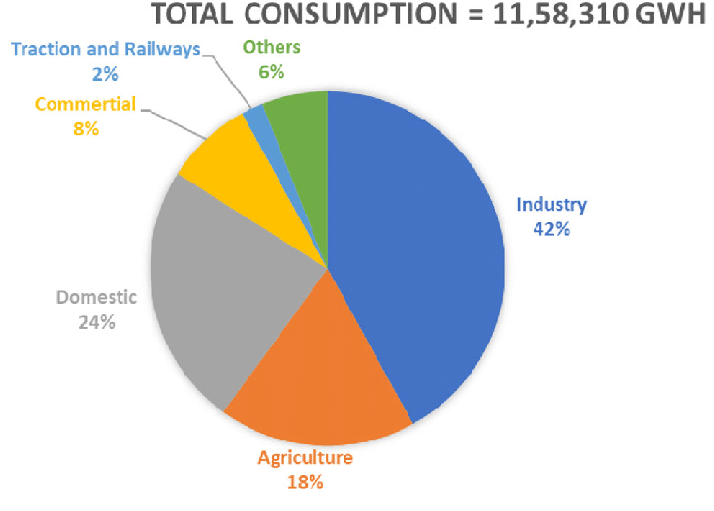 TOTAL CONSUMPTION = 11,58,310 GWH
Traction and Railways
2%
Others
6%
Commertial
8%
Industry
42%
Domestic
24%
Agriculture
18%